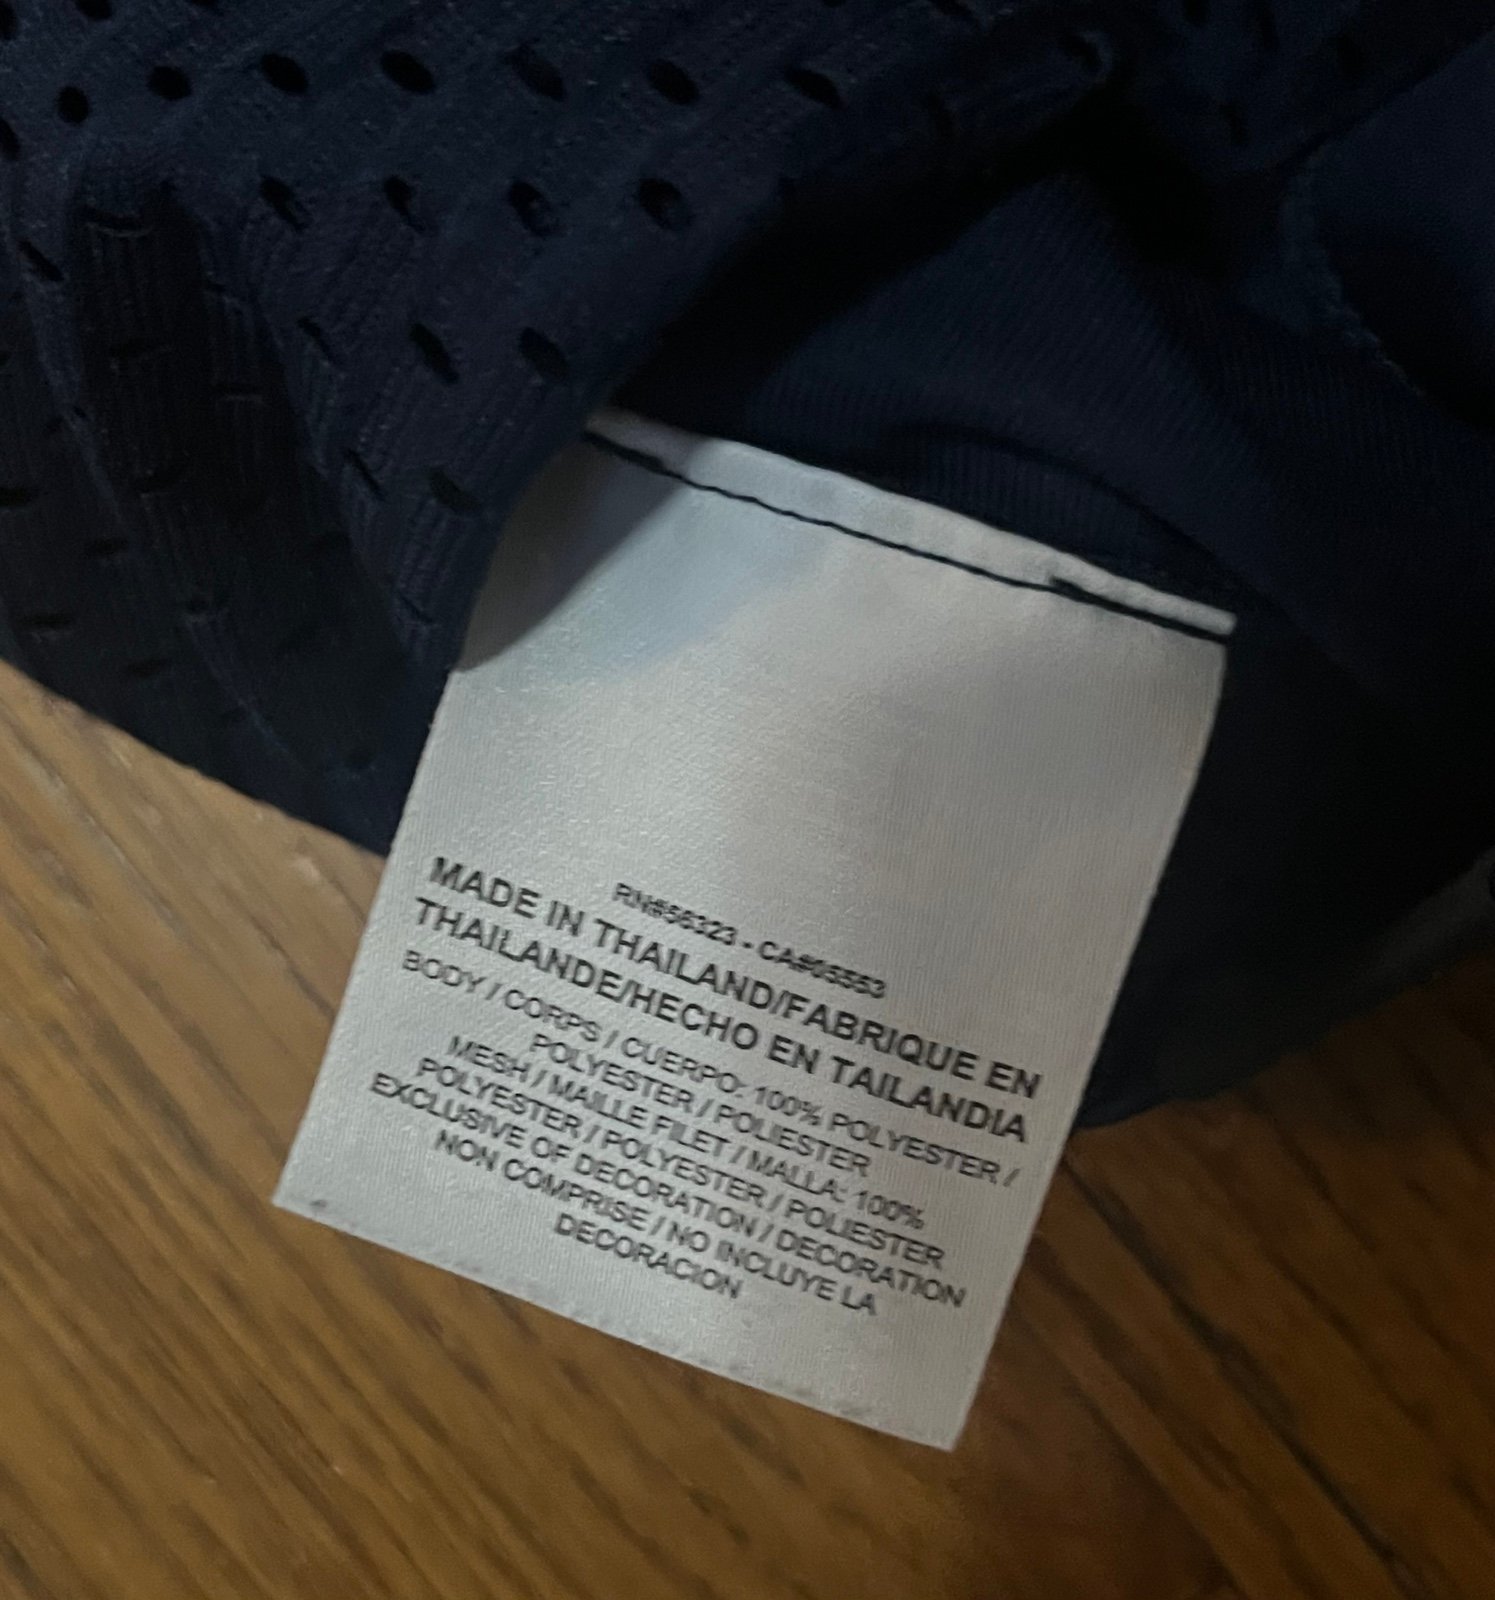 RN#56323 - CA#05553
MADE IN THAILAND/FABRIQUE EN
THAILANDE/HECHO EN TAILANDIA
BODY / CORPS / CUERPO: 100% POLYESTER /
POLYESTER / POLIESTER
MESH / MAILLE FILET / MALLA: 100%
POLYESTER / POLYESTER / POLIESTER
EXCLUSIVE OF DECORATION / DECORATION
NON COMPRISE / NO INCLUYE LA
DECORACION